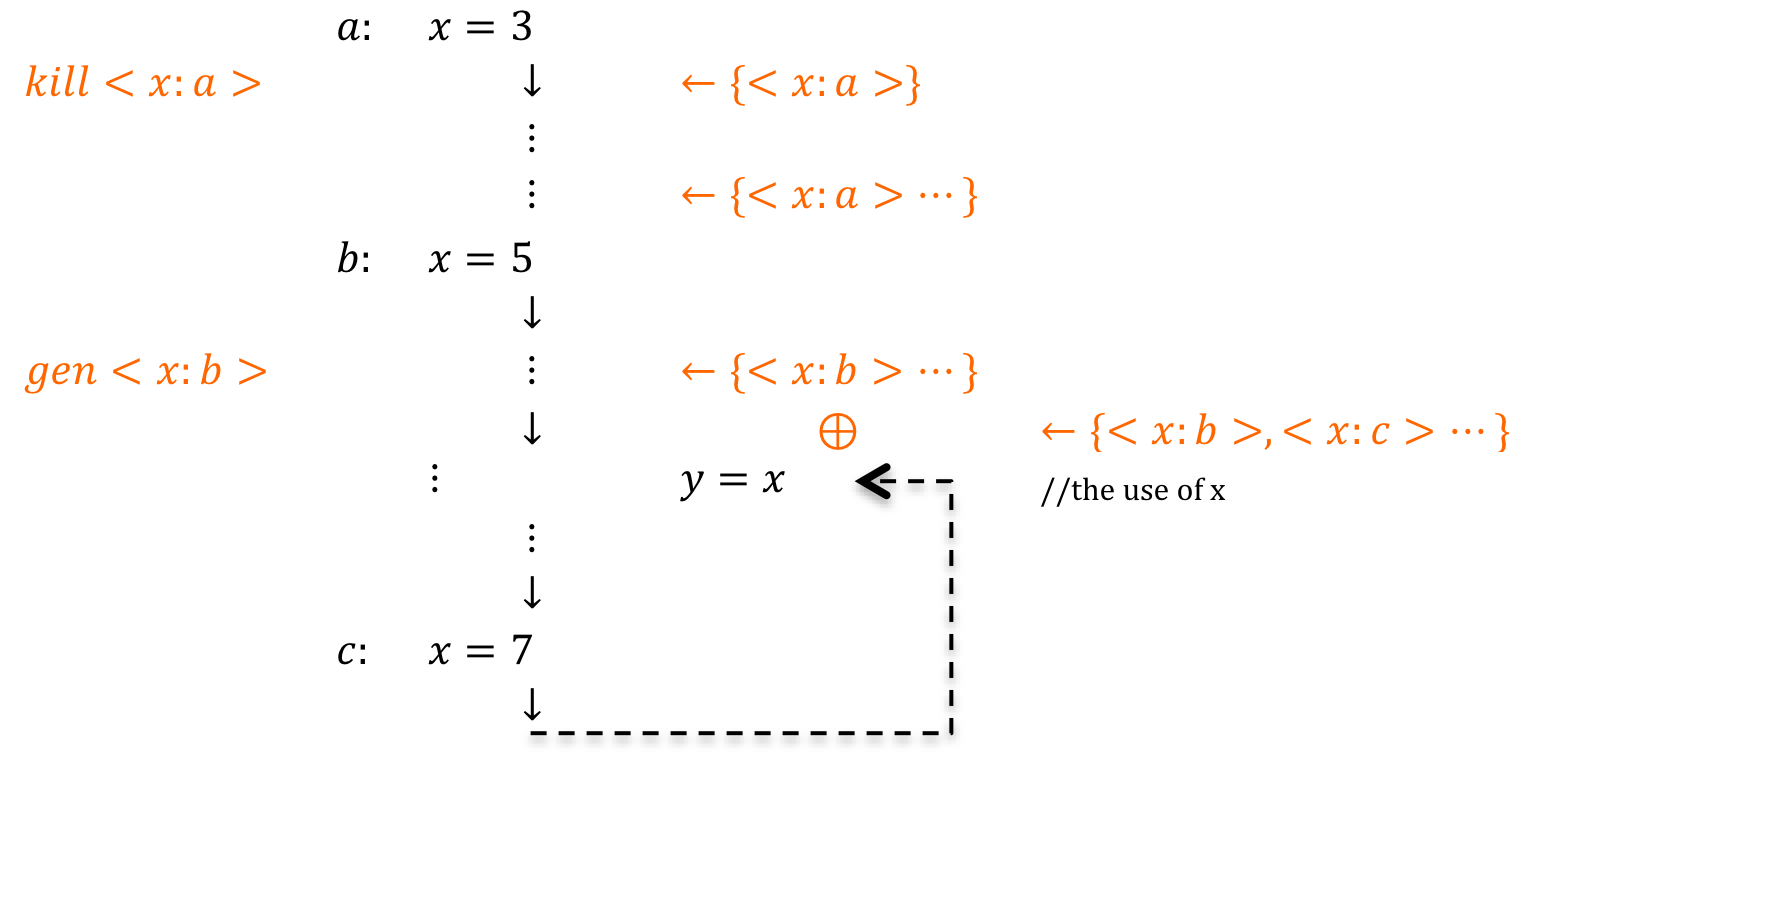 a: x = 3
kill < x: a > ↓ ← {< x: a >}
⋮
⋮ ← {< x: a > ⋯ }
b: x = 5
↓
gen < x: b > ⋮ ← {< x: b > ⋯ }
↓ ⊕ ← {< x: b >, < x: c > ⋯ }
⋮ y = x //the use of x
⋮
↓
c: x = 7
↓